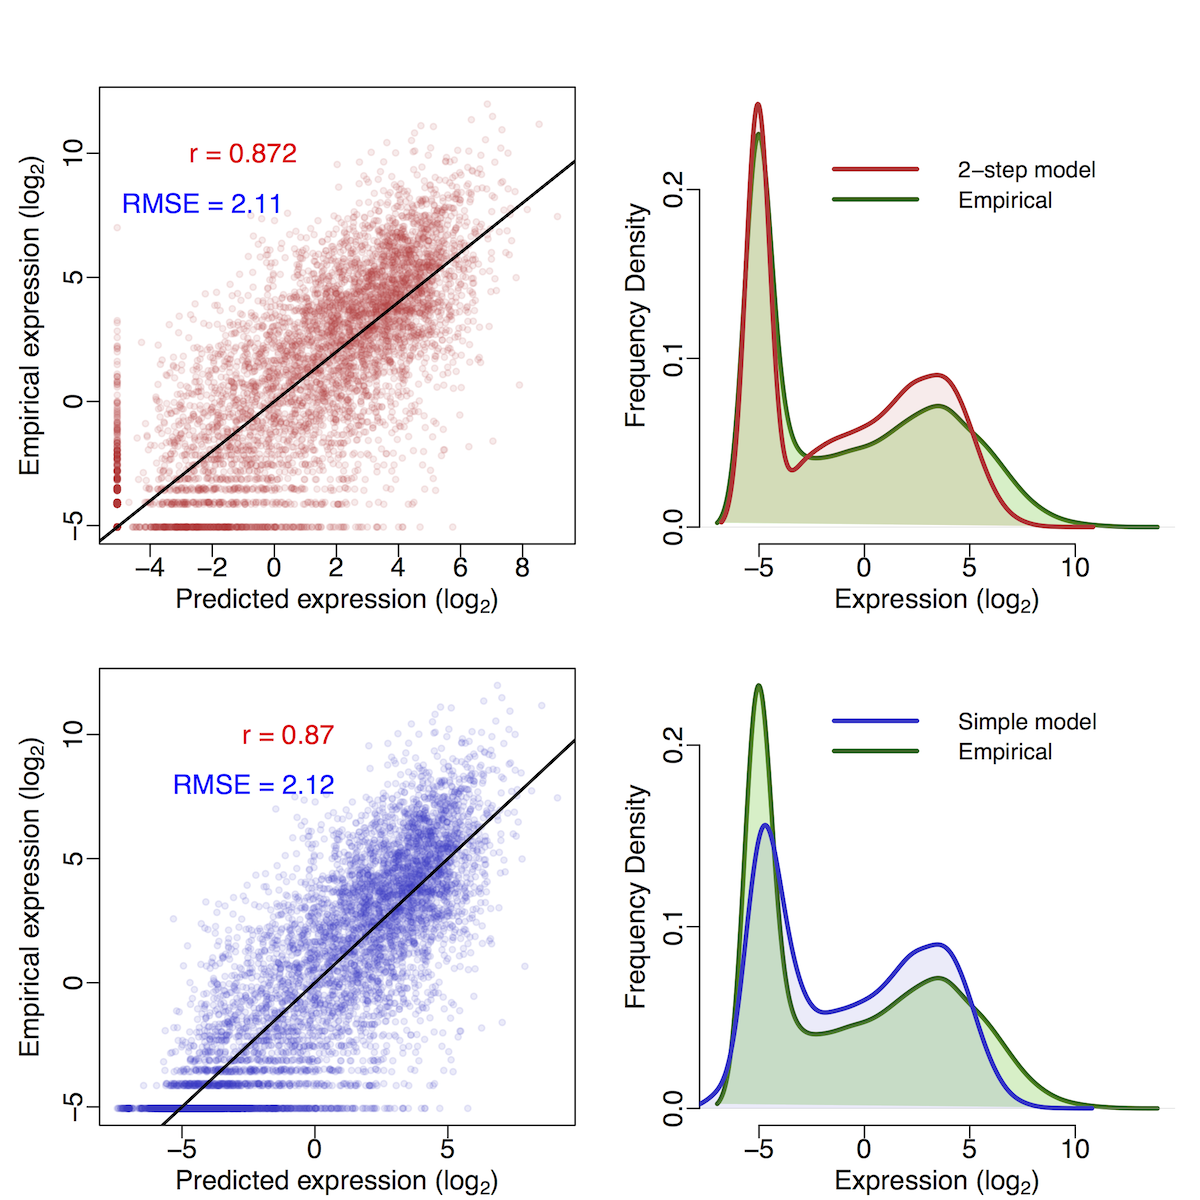 r = 0.872
RMSE = 2.11
Empirical expression (log₂)
10
5
0
−5
−4 −2 0 2 4 6 8
Predicted expression (log₂)
2−step model
Empirical
Frequency Density
0.2
0.1
0.0
−5 0 5 10
Expression (log₂)
r = 0.87
RMSE = 2.12
Empirical expression (log₂)
10
5
0
−5
−5 0 5
Predicted expression (log₂)
Simple model
Empirical
Frequency Density
0.2
0.1
0.0
−5 0 5 10
Expression (log₂)